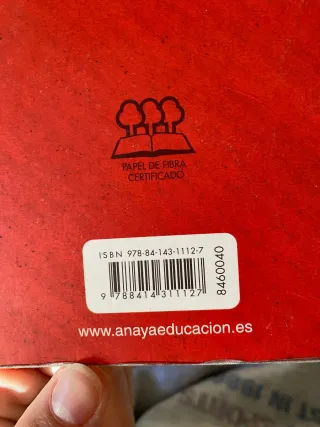 PAPEL DE FIBRA
CERTIFICADO
ISBN 978-84-143-1112-7
8460040
9 788414 311127
www.anayaeducacion.es